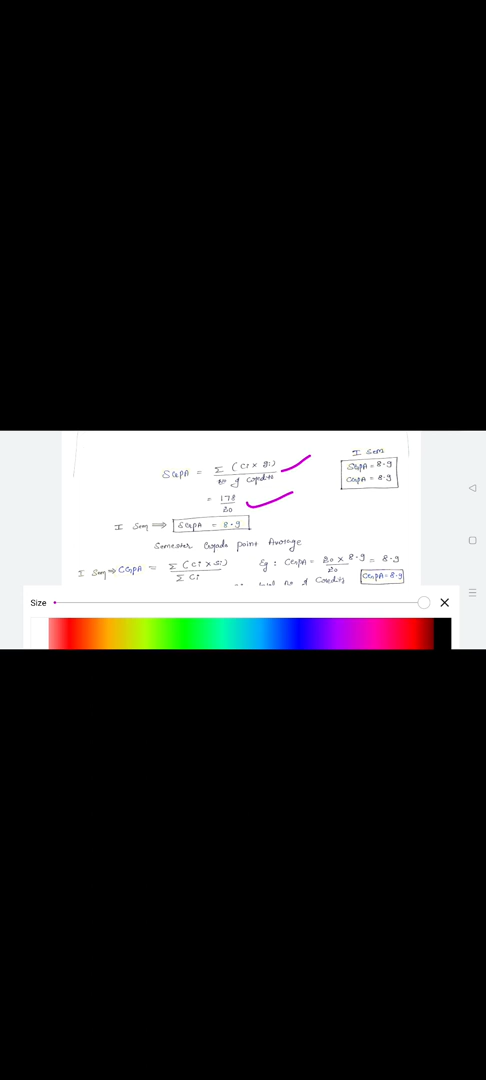 I Sem
SGPA = Σ (Ci × gi) / No of Credits
SGPA = 8.9
CGPA = 8.9
= 178 / 20
I Sem ⟹ SGPA = 8.9
Semester Grade point Average
I Sem ⇒ CGPA = Σ (Ci × Si) / Σ Ci
Eg : CGPA = 20 × 8.9 / 20 = 8.9
No of Credits
CGPA = 8.9
Size